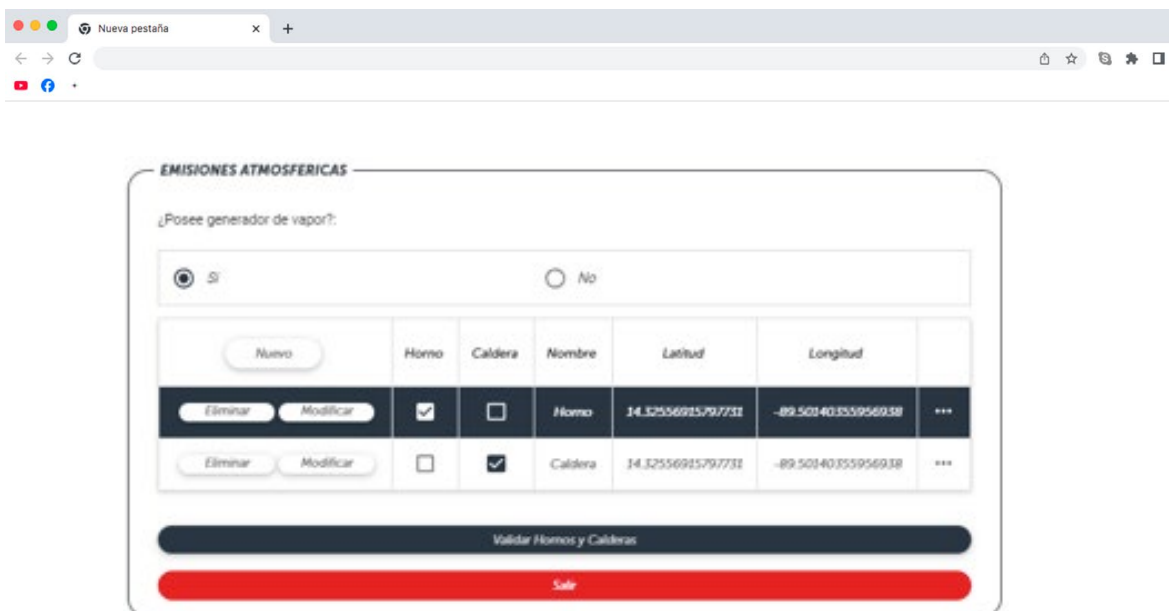 Nueva pestaña
EMISIONES ATMOSFERICAS
¿Posee generador de vapor?:
Si No
Nuevo Horno Caldera Nombre Latitud Longitud
Eliminar Modificar Horno 14.32556915797731 -89.50140355956938 ...
Eliminar Modificar Caldera 14.32556915797731 -89.50140355956938 ...
Validar Hornos y Calderas
Salir